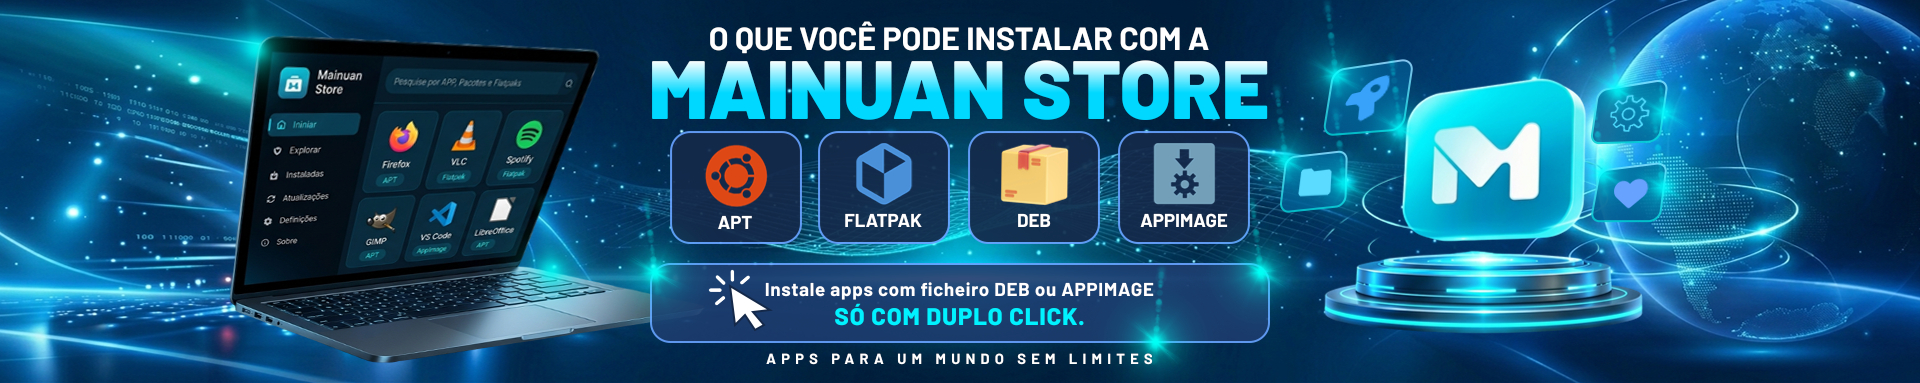 Mainuan
Store
Pesquise por APP, Pacotes e Flatpaks
Ininiar
Explorar
Instaladas
Atualizações
Definições
Sobre
Firefox
APT
VLC
Flatpak
Spotify
Flatpak
GIMP
APT
VS Code
Appimage
LibreOffice
APT
O QUE VOCÊ PODE INSTALAR COM A
MAINUAN STORE
APT
FLATPAK
DEB
APPIMAGE
Instale apps com ficheiro DEB ou APPIMAGE
SÓ COM DUPLO CLICK.
APPS PARA UM MUNDO SEM LIMITES
M